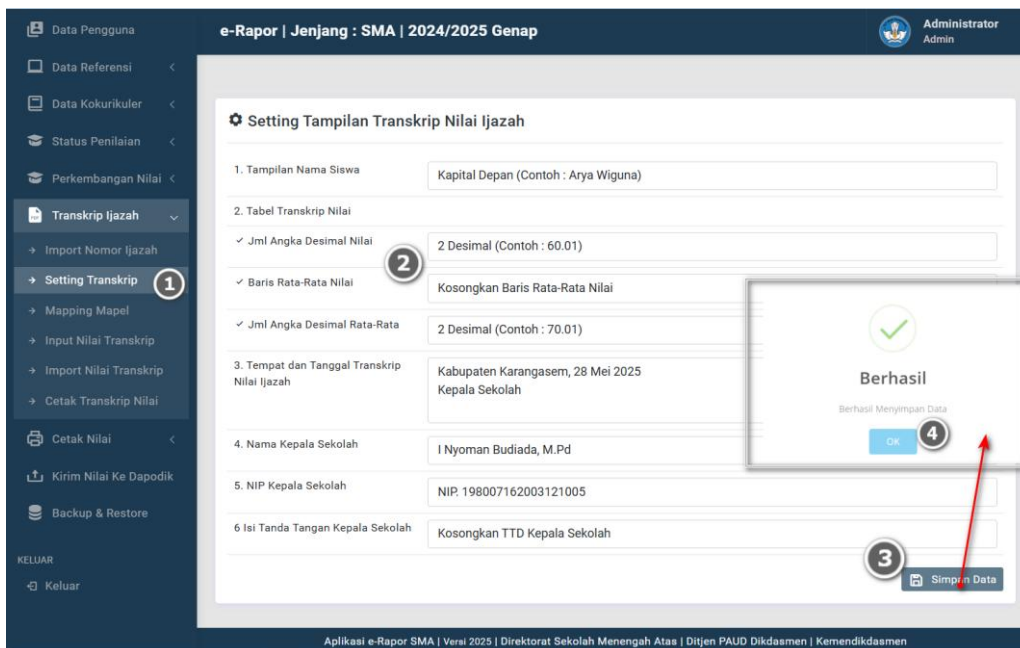 Data Pengguna
Data Referensi
Data Kokurikuler
Status Penilaian
Perkembangan Nilai
Transkrip Ijazah
Import Nomor Ijazah
Setting Transkrip
1
Mapping Mapel
Input Nilai Transkrip
Import Nilai Transkrip
Cetak Transkrip Nilai
Cetak Nilai
Kirim Nilai Ke Dapodik
Backup & Restore
KELUAR
Keluar
e-Rapor | Jenjang : SMA | 2024/2025 Genap
Administrator
Admin
Setting Tampilan Transkrip Nilai Ijazah
1. Tampilan Nama Siswa
Kapital Depan (Contoh : Arya Wiguna)
2. Tabel Transkrip Nilai
Jml Angka Desimal Nilai
2 Desimal (Contoh : 60.01)
2
Baris Rata-Rata Nilai
Kosongkan Baris Rata-Rata Nilai
Jml Angka Desimal Rata-Rata
2 Desimal (Contoh : 70.01)
3. Tempat dan Tanggal Transkrip
Nilai Ijazah
Kabupaten Karangasem, 28 Mei 2025
Kepala Sekolah
4. Nama Kepala Sekolah
I Nyoman Budiada, M.Pd
5. NIP Kepala Sekolah
NIP. 198007162003121005
6 Isi Tanda Tangan Kepala Sekolah
Kosongkan TTD Kepala Sekolah
Berhasil
Berhasil Menyimpan Data
OK
4
3
Simpan Data
Aplikasi e-Rapor SMA | Versi 2025 | Direktorat Sekolah Menengah Atas | Ditjen PAUD Dikdasmen | Kemendikdasmen